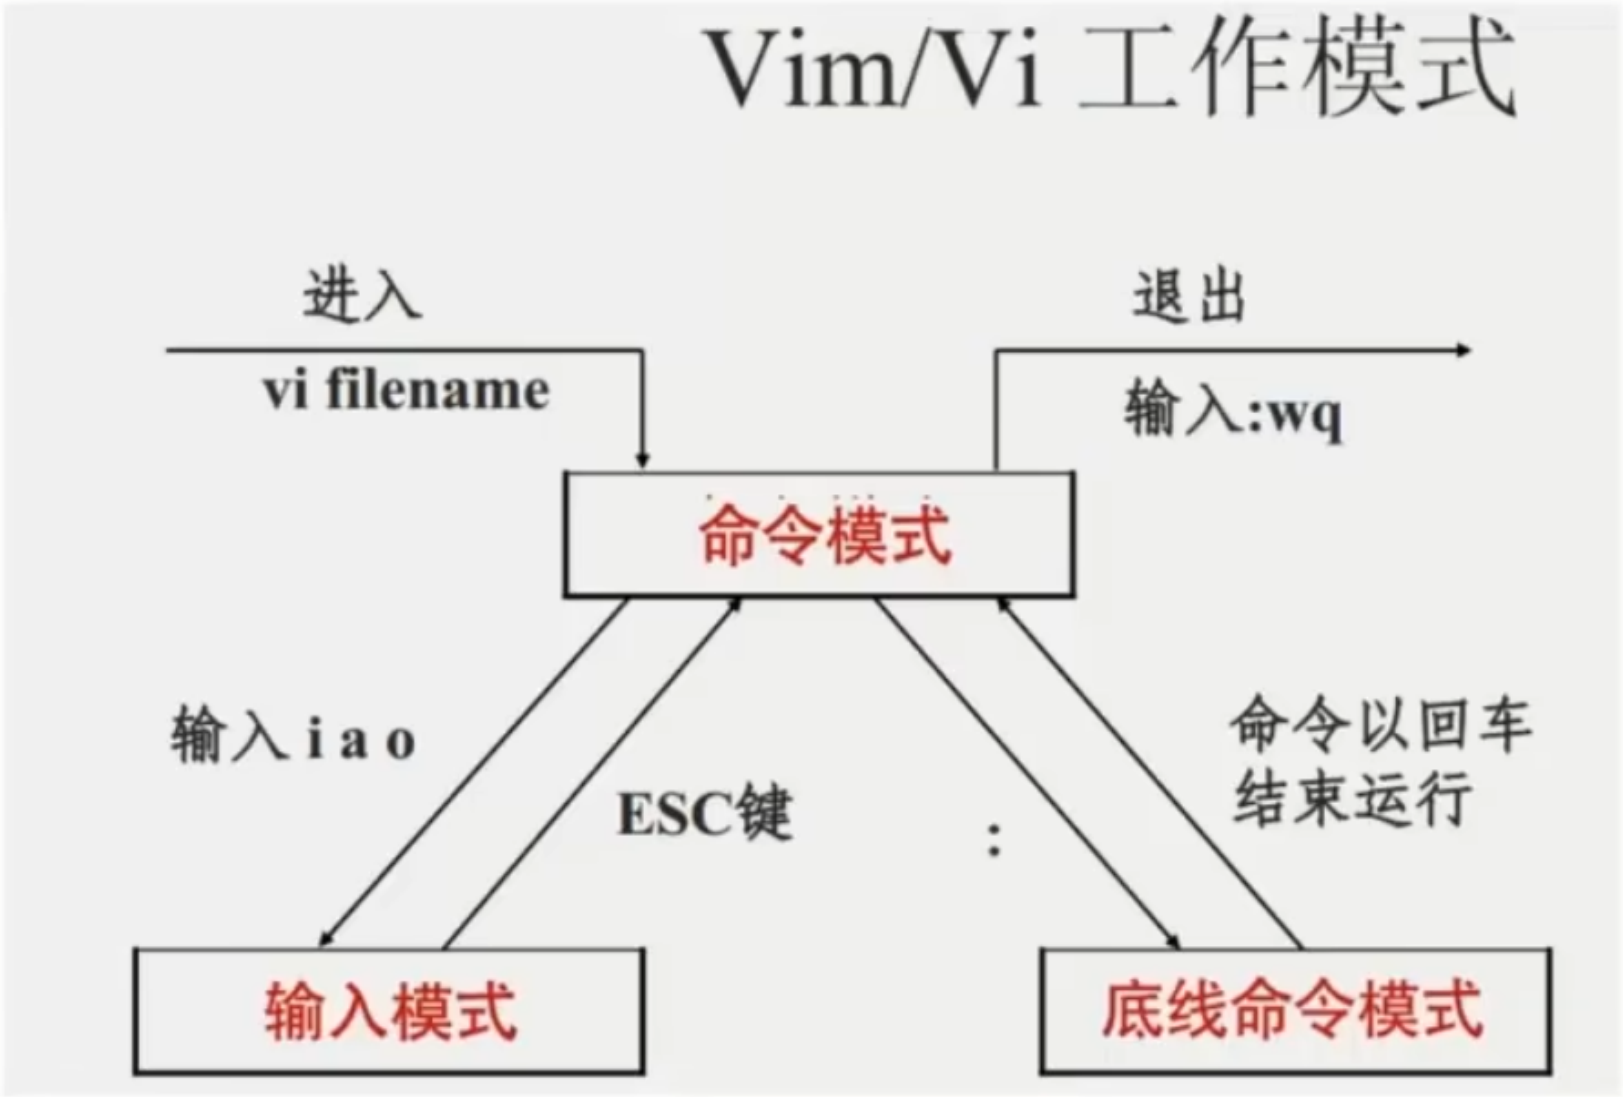 Vim/Vi 工作模式
进入
vi filename
退出
输入:wq
命令模式
输入 i a o
ESC键
:
命令以回车
结束运行
输入模式
底线命令模式